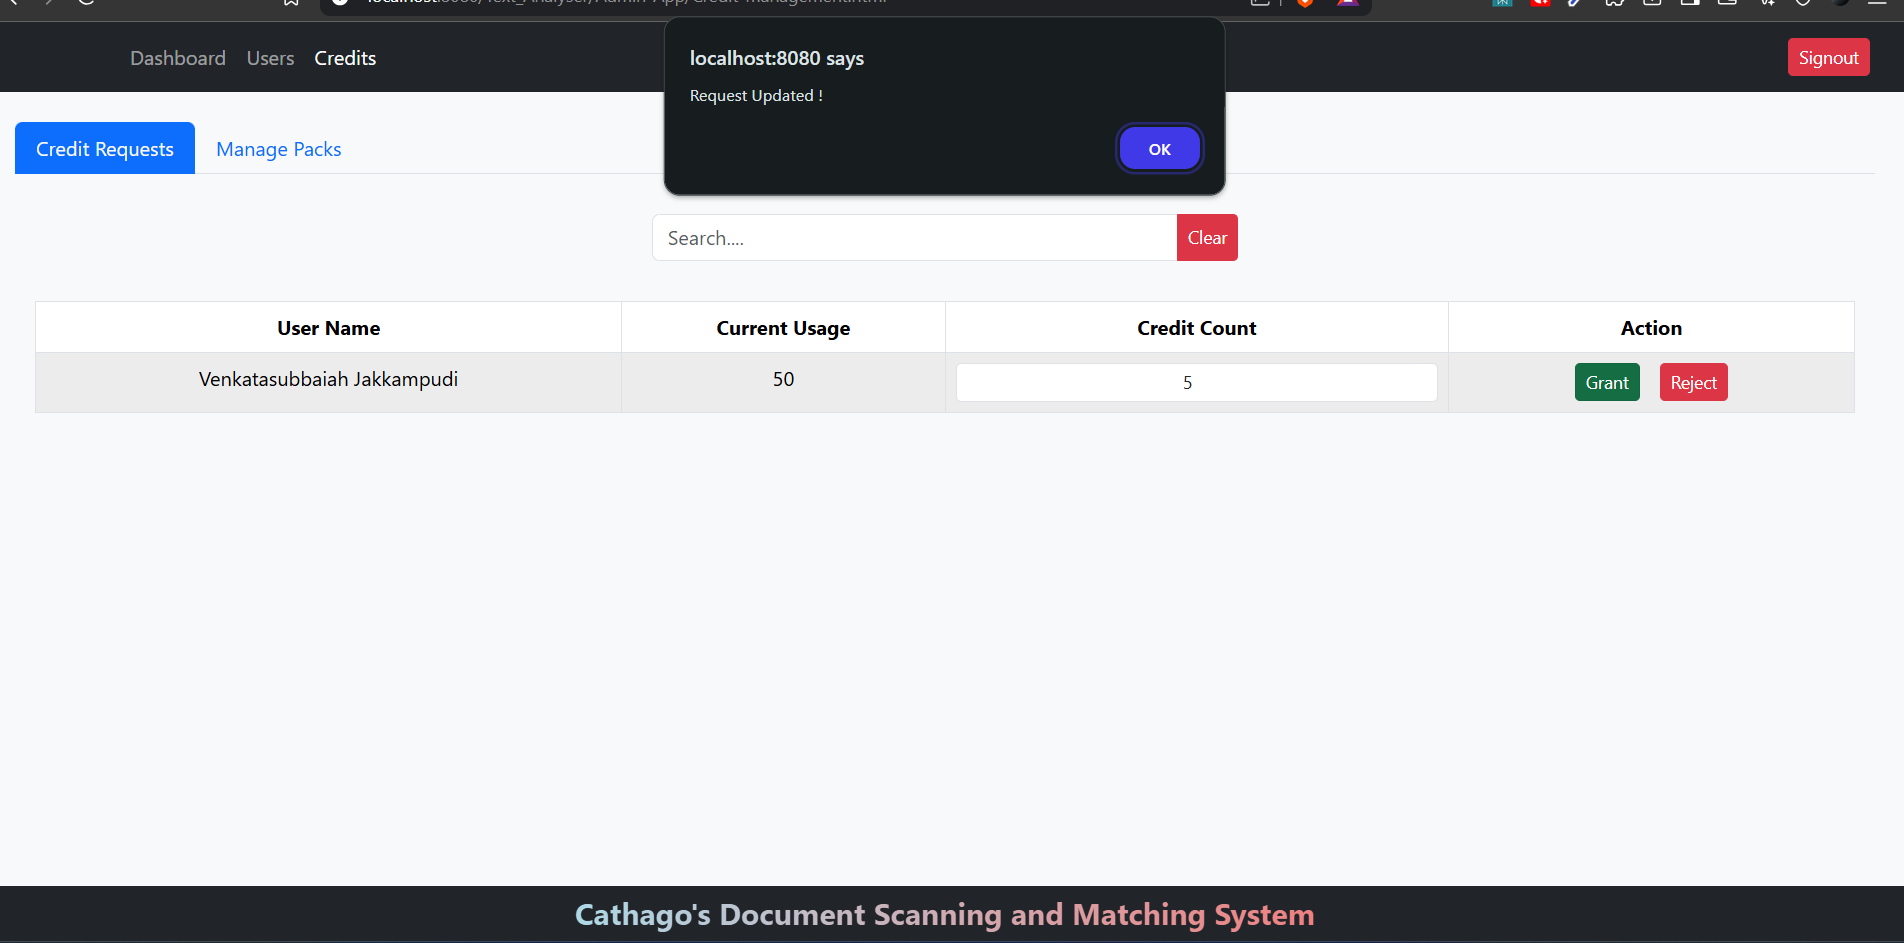 localhost:8080 says
Request Updated !
OK
Dashboard Users Credits Signout
Credit Requests Manage Packs
Search.... Clear
User Name Current Usage Credit Count Action
Venkatasubbaiah Jakkampudi 50 5 Grant Reject
Cathago's Document Scanning and Matching System